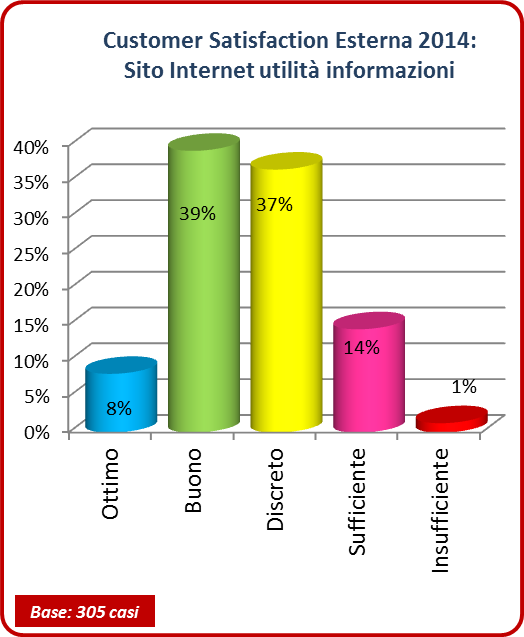 Customer Satisfaction Esterna 2014:
Sito Internet utilità informazioni
40%
35%
30%
25%
20%
15%
10%
5%
0%
8%
39%
37%
14%
1%
Ottimo
Buono
Discreto
Sufficiente
Insufficiente
Base: 305 casi